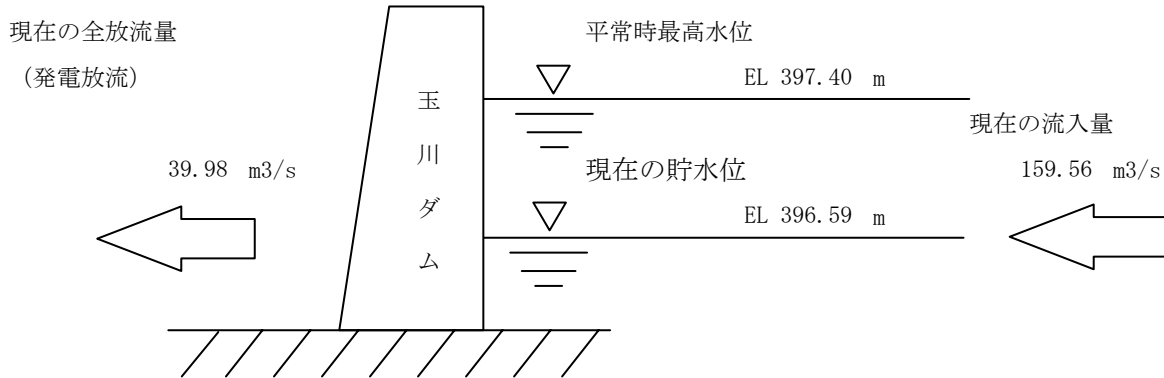 現在の全放流量
（発電放流）
39.98 m3/s
玉川ダム
平常時最高水位
EL 397.40 m
現在の貯水位
EL 396.59 m
現在の流入量
159.56 m3/s